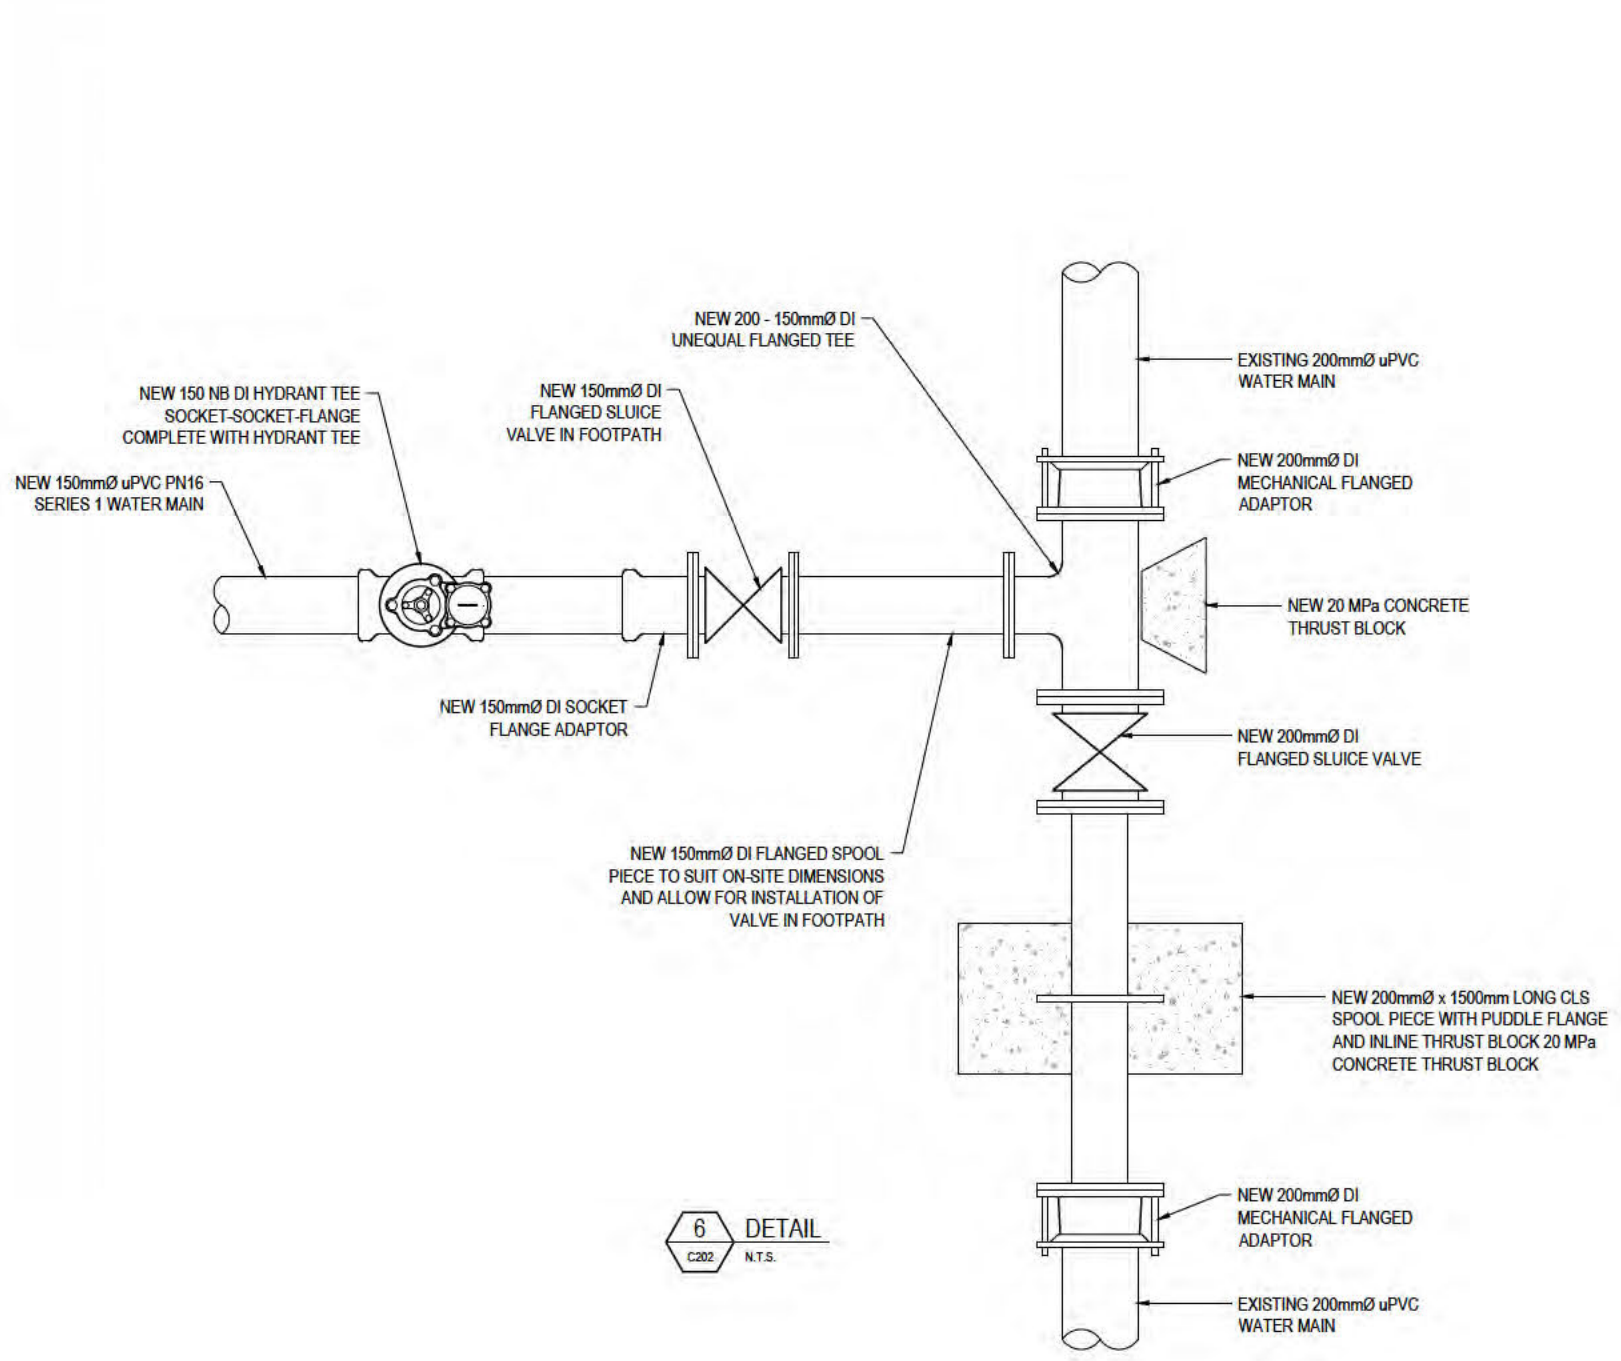 NEW 200 - 150mmØ DI
UNEQUAL FLANGED TEE
EXISTING 200mmØ uPVC
WATER MAIN
NEW 150 NB DI HYDRANT TEE
SOCKET-SOCKET-FLANGE
COMPLETE WITH HYDRANT TEE
NEW 150mmØ DI
FLANGED SLUICE
VALVE IN FOOTPATH
NEW 200mmØ DI
MECHANICAL FLANGED
ADAPTOR
NEW 150mmØ uPVC PN16
SERIES 1 WATER MAIN
NEW 20 MPa CONCRETE
THRUST BLOCK
NEW 150mmØ DI SOCKET
FLANGE ADAPTOR
NEW 200mmØ DI
FLANGED SLUICE VALVE
NEW 150mmØ DI FLANGED SPOOL
PIECE TO SUIT ON-SITE DIMENSIONS
AND ALLOW FOR INSTALLATION OF
VALVE IN FOOTPATH
NEW 200mmØ x 1500mm LONG CLS
SPOOL PIECE WITH PUDDLE FLANGE
AND INLINE THRUST BLOCK 20 MPa
CONCRETE THRUST BLOCK
NEW 200mmØ DI
MECHANICAL FLANGED
ADAPTOR
6 DETAIL
C202 N.T.S.
EXISTING 200mmØ uPVC
WATER MAIN